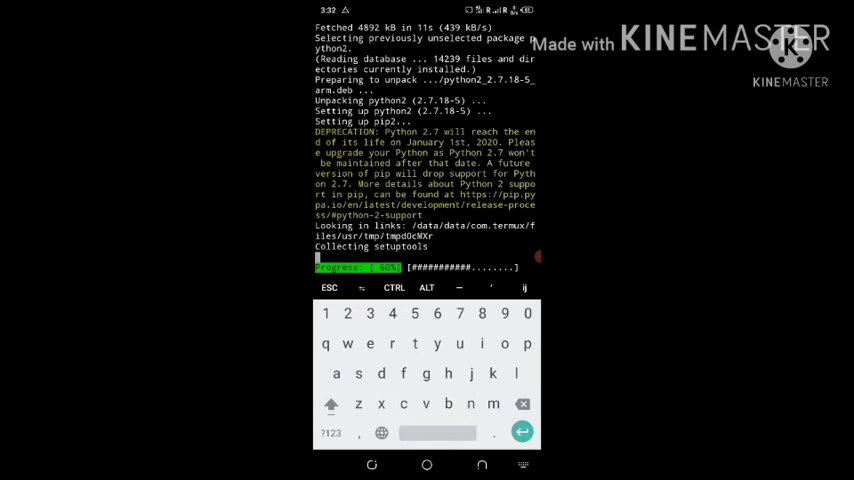 3:32
Fetched 4892 kB in 11s (439 kB/s)
Selecting previously unselected package p
ython2.
(Reading database ... 14239 files and dir
ectories currently installed.)
Preparing to unpack .../python2_2.7.18-5_
arm.deb ...
Unpacking python2 (2.7.18-5) ...
Setting up python2 (2.7.18-5) ...
Setting up pip2...
DEPRECATION: Python 2.7 will reach the en
d of its life on January 1st, 2020. Pleas
e upgrade your Python as Python 2.7 won't
be maintained after that date. A future
version of pip will drop support for Pyth
on 2.7. More details about Python 2 suppo
rt in pip, can be found at https://pip.py
pa.io/en/latest/development/release-proce
ss/#python-2-support
Looking in links: /data/data/com.termux/f
iles/usr/tmp/tmpd0cMXr
Collecting setuptools
Progress: [ 60%] [###########........]
ESC CTRL ALT – ' ij
1 2 3 4 5 6 7 8 9 0
q w e r t y u i o p
a s d f g h j k l
z x c v b n m
?123 , .
Made with KINEMASTER
K
KINEMASTER